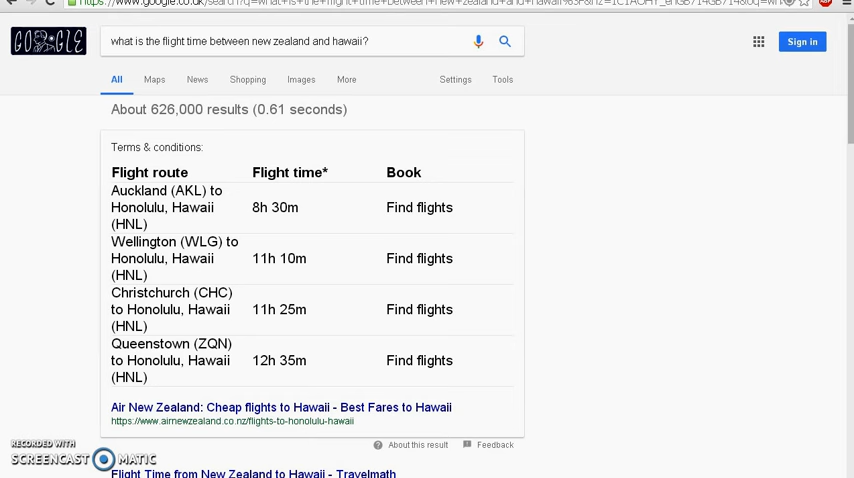 GOOGLE
what is the flight time between new zealand and hawaii?
Sign in
All Maps News Shopping Images More Settings Tools
About 626,000 results (0.61 seconds)
Terms & conditions:
Flight route Flight time* Book
Auckland (AKL) to
Honolulu, Hawaii 8h 30m Find flights
(HNL)
Wellington (WLG) to
Honolulu, Hawaii 11h 10m Find flights
(HNL)
Christchurch (CHC)
to Honolulu, Hawaii 11h 25m Find flights
(HNL)
Queenstown (ZQN)
to Honolulu, Hawaii 12h 35m Find flights
(HNL)
Air New Zealand: Cheap flights to Hawaii - Best Fares to Hawaii
https://www.airnewzealand.co.nz/flights-to-honolulu-hawaii
About this result Feedback
RECORDED WITH
SCREENCAST MATIC
Flight Time from New Zealand to Hawaii - Travelmath